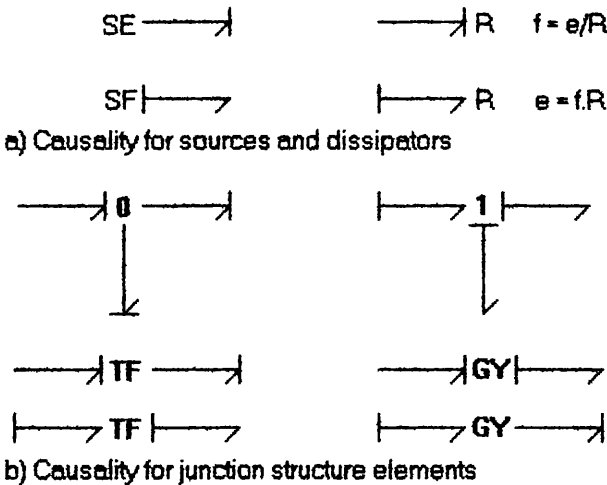 SE R f = e/R
SF R e = f.R
a) Causality for sources and dissipators
0 1
TF GY
TF GY
b) Causality for junction structure elements